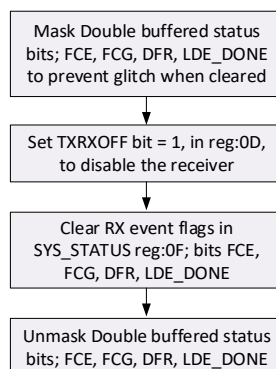 Mask Double buffered status
bits; FCE, FCG, DFR, LDE_DONE
to prevent glitch when cleared
Set TXRXOFF bit = 1, in reg:0D,
to disable the receiver
Clear RX event flags in
SYS_STATUS reg:0F; bits FCE,
FCG, DFR, LDE_DONE
Unmask Double buffered status
bits; FCE, FCG, DFR, LDE_DONE